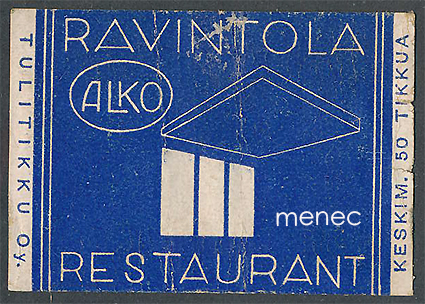 RAVINTOLA
ALKO
menec
RESTAURANT
TULITIKKU Oy.
KESKIM. 50 TIKKUA